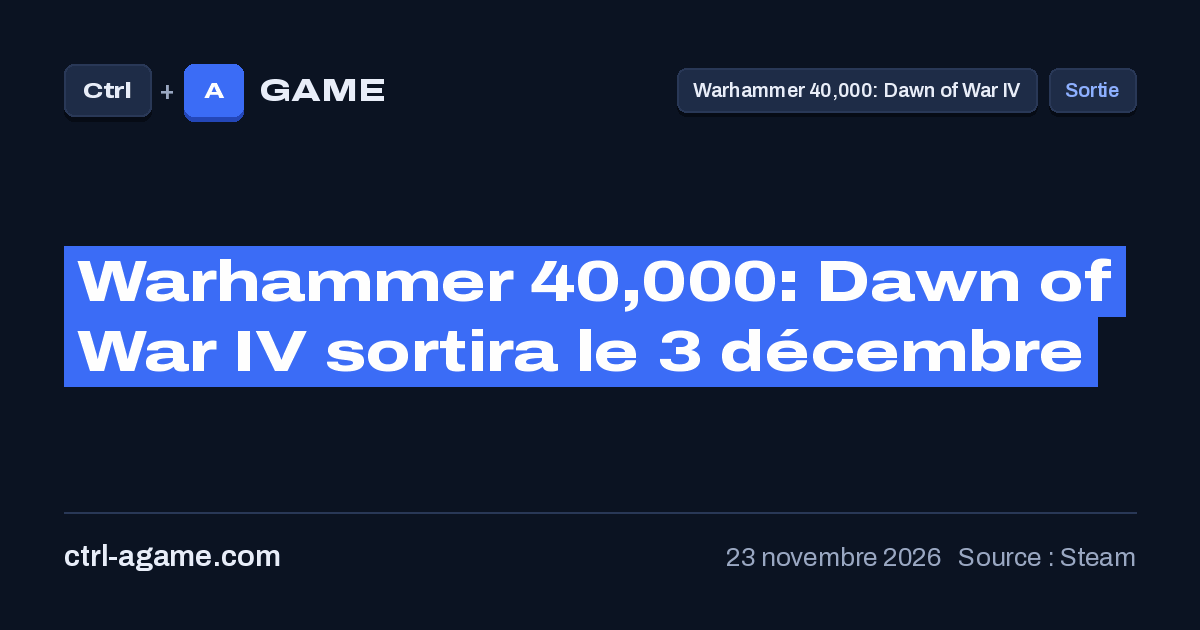 Ctrl + A GAME
Warhammer 40,000: Dawn of War IV
Sortie
Warhammer 40,000: Dawn of
War IV sortira le 3 décembre
ctrl-agame.com
23 novembre 2026 Source : Steam